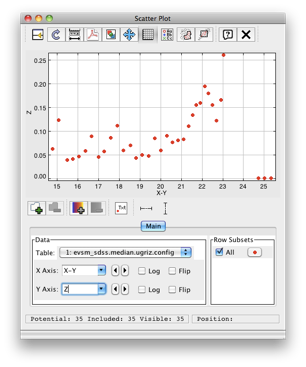 Scatter Plot
0.25
0.20
0.15
0.10
0.05
0.00
Z
15 16 17 18 19 20 21 22 23 24 25
X-Y
Main
Data
Table: 1: evsm_sdss.median.ugriz.config
X Axis: X-Y Log Flip
Y Axis: Z Log Flip
Row Subsets
All
Potential: 35 Included: 35 Visible: 35 Position: